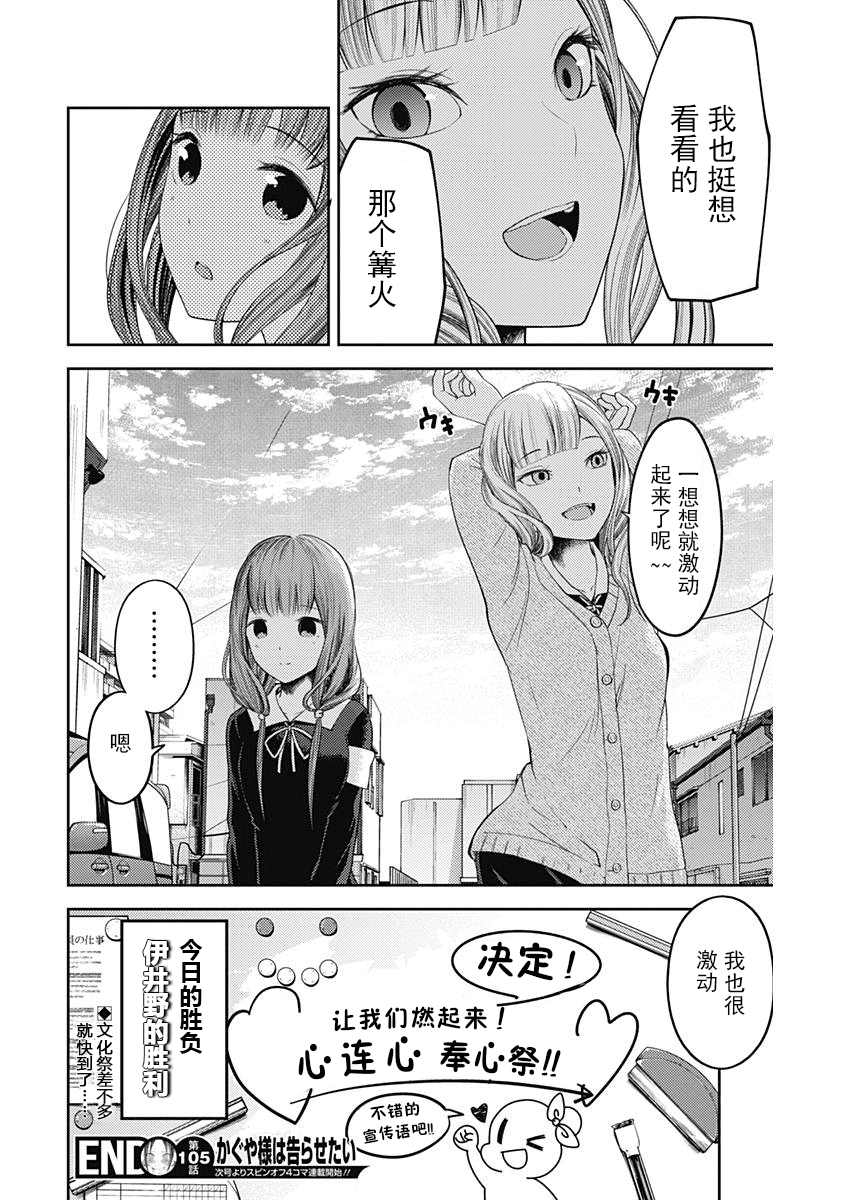 我也挺想
看看的
那个篝火
ウキ
ウキ
一想想就激动
起来了呢~~
………
嗯
我也很
激动
决定!
让我们燃起来!
心连心 奉心祭!!
不错的
宣传语吧!!
今日的胜负
伊井野的胜利
員の仕事
◆文化祭差不多
就快到了……
END
第105話
かぐや様は告らせたい
次号よりスピンオフ4コマ連載開始!!